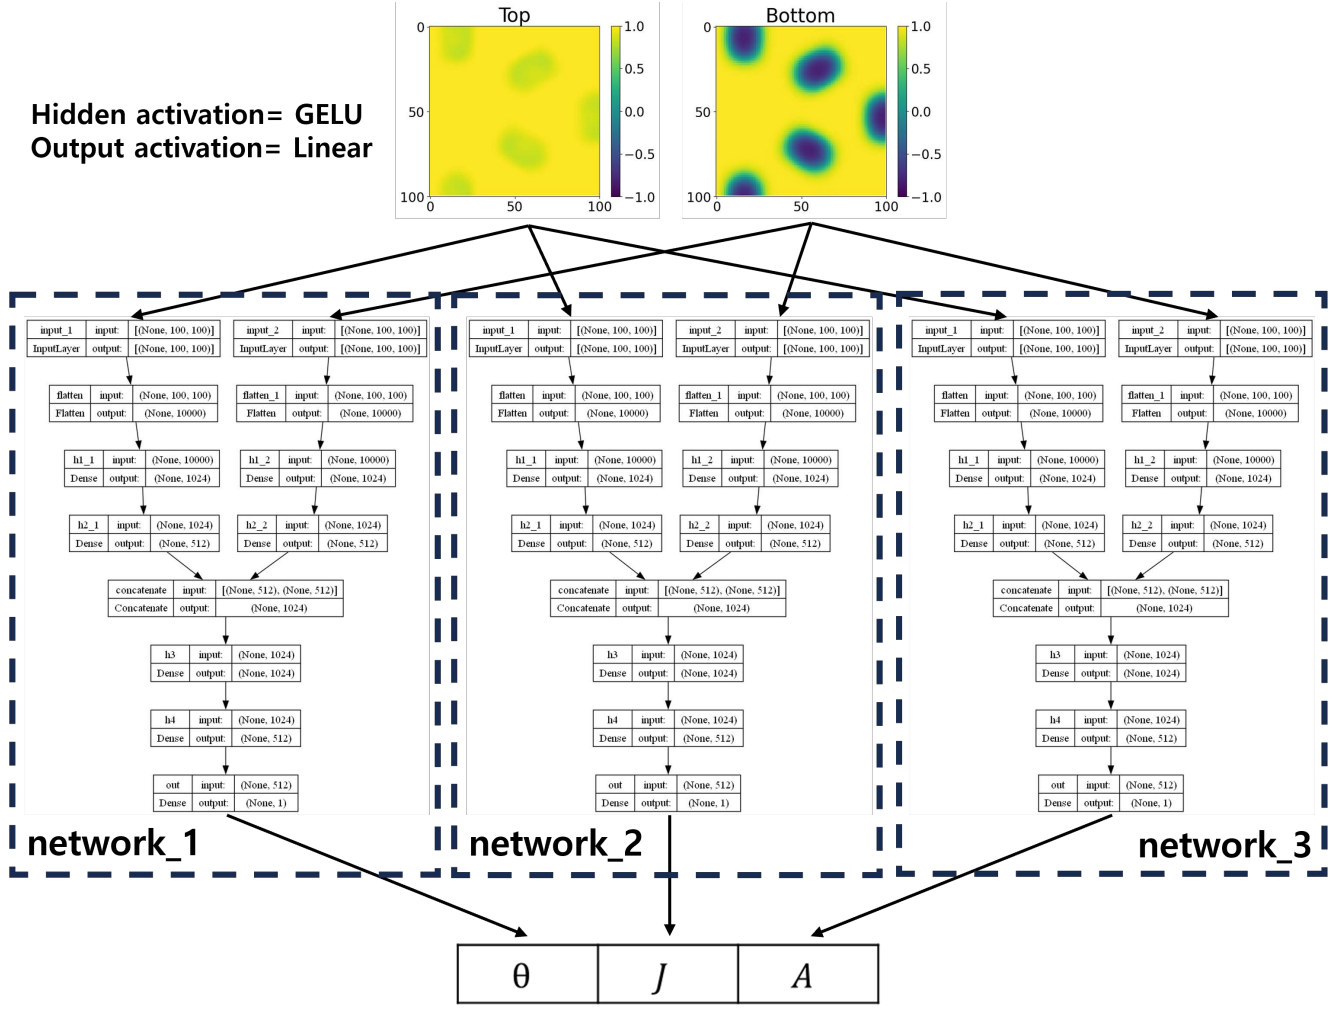 Top
Bottom
0
50
100
0
50
100
1.0
0.5
0.0
−0.5
−1.0
0
50
100
0
50
100
1.0
0.5
0.0
−0.5
−1.0
Hidden activation= GELU
Output activation= Linear
input_1 input: [(None, 100, 100)]
InputLayer output: [(None, 100, 100)]
input_2 input: [(None, 100, 100)]
InputLayer output: [(None, 100, 100)]
flatten input: (None, 100, 100)
Flatten output: (None, 10000)
flatten_1 input: (None, 100, 100)
Flatten output: (None, 10000)
h1_1 input: (None, 10000)
Dense output: (None, 1024)
h1_2 input: (None, 10000)
Dense output: (None, 1024)
h2_1 input: (None, 1024)
Dense output: (None, 512)
h2_2 input: (None, 1024)
Dense output: (None, 512)
concatenate input: [(None, 512), (None, 512)]
Concatenate output: (None, 1024)
h3 input: (None, 1024)
Dense output: (None, 1024)
h4 input: (None, 1024)
Dense output: (None, 512)
out input: (None, 512)
Dense output: (None, 1)
network_1
input_1 input: [(None, 100, 100)]
InputLayer output: [(None, 100, 100)]
input_2 input: [(None, 100, 100)]
InputLayer output: [(None, 100, 100)]
flatten input: (None, 100, 100)
Flatten output: (None, 10000)
flatten_1 input: (None, 100, 100)
Flatten output: (None, 10000)
h1_1 input: (None, 10000)
Dense output: (None, 1024)
h1_2 input: (None, 10000)
Dense output: (None, 1024)
h2_1 input: (None, 1024)
Dense output: (None, 512)
h2_2 input: (None, 1024)
Dense output: (None, 512)
concatenate input: [(None, 512), (None, 512)]
Concatenate output: (None, 1024)
h3 input: (None, 1024)
Dense output: (None, 1024)
h4 input: (None, 1024)
Dense output: (None, 512)
out input: (None, 512)
Dense output: (None, 1)
network_2
input_1 input: [(None, 100, 100)]
InputLayer output: [(None, 100, 100)]
input_2 input: [(None, 100, 100)]
InputLayer output: [(None, 100, 100)]
flatten input: (None, 100, 100)
Flatten output: (None, 10000)
flatten_1 input: (None, 100, 100)
Flatten output: (None, 10000)
h1_1 input: (None, 10000)
Dense output: (None, 1024)
h1_2 input: (None, 10000)
Dense output: (None, 1024)
h2_1 input: (None, 1024)
Dense output: (None, 512)
h2_2 input: (None, 1024)
Dense output: (None, 512)
concatenate input: [(None, 512), (None, 512)]
Concatenate output: (None, 1024)
h3 input: (None, 1024)
Dense output: (None, 1024)
h4 input: (None, 1024)
Dense output: (None, 512)
out input: (None, 512)
Dense output: (None, 1)
network_3
θ J A